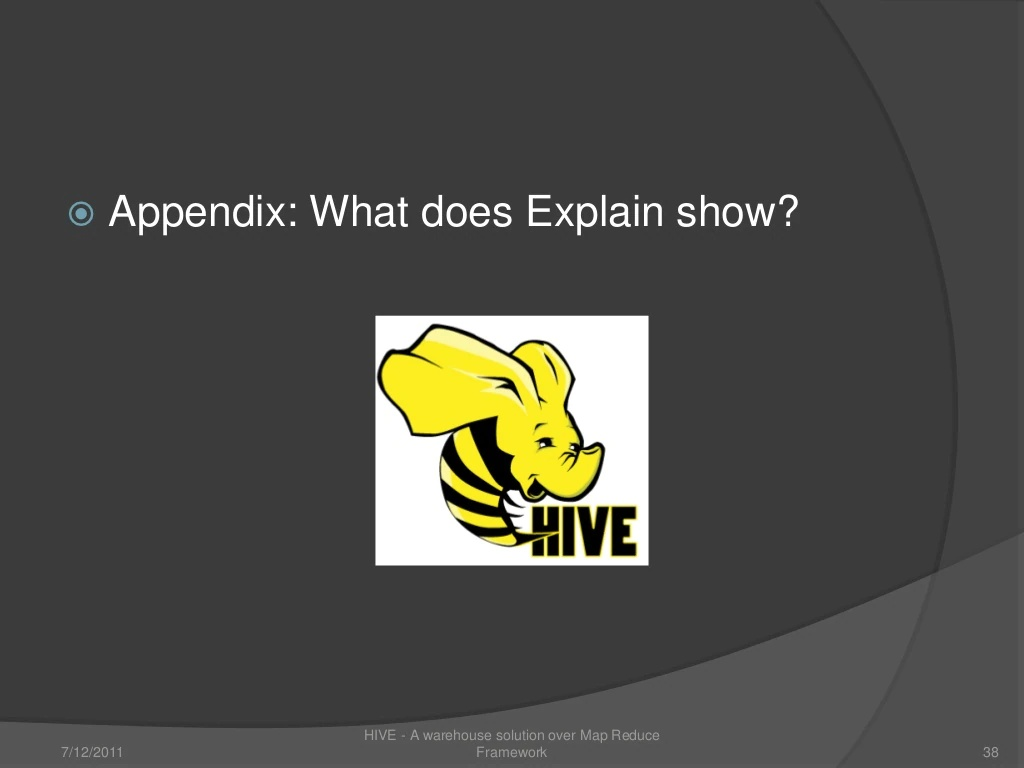 Appendix: What does Explain show?
HIVE
HIVE - A warehouse solution over Map Reduce
Framework
7/12/2011
38